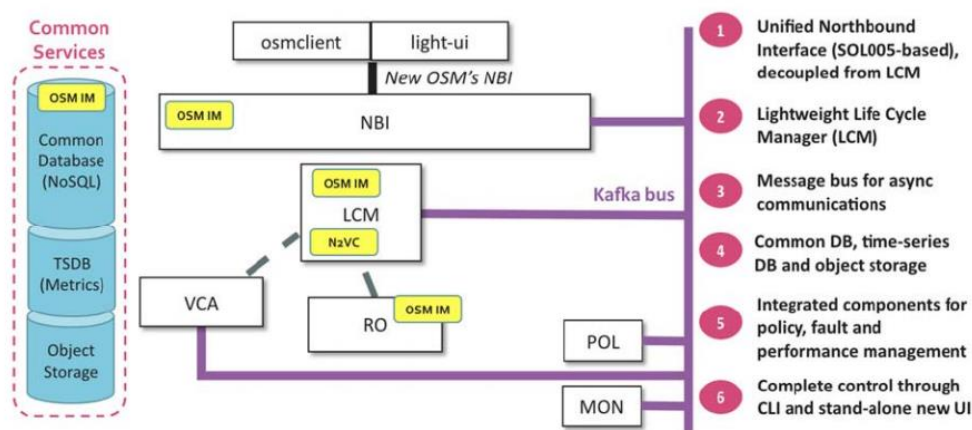 Common
Services
OSM IM
Common
Database
(NoSQL)
TSDB
(Metrics)
Object
Storage
osmclient
light-ui
New OSM's NBI
OSM IM
NBI
OSM IM
LCM
N2VC
Kafka bus
VCA
OSM IM
RO
POL
MON
1
Unified Northbound
Interface (SOL005-based),
decoupled from LCM
2
Lightweight Life Cycle
Manager (LCM)
3
Message bus for async
communications
4
Common DB, time-series
DB and object storage
5
Integrated components for
policy, fault and
performance management
6
Complete control through
CLI and stand-alone new UI